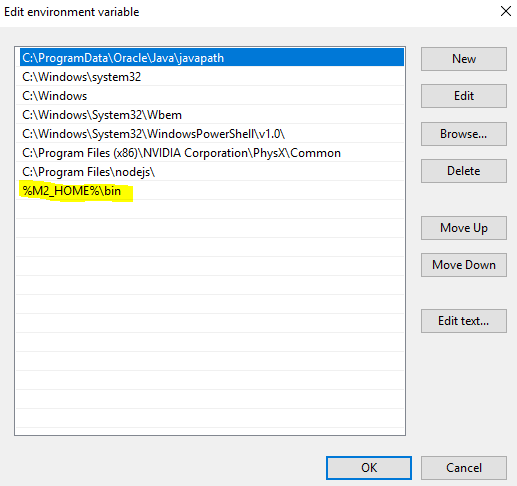 Edit environment variable
C:\ProgramData\Oracle\Java\javapath
C:\Windows\system32
C:\Windows
C:\Windows\System32\Wbem
C:\Windows\System32\WindowsPowerShell\v1.0\
C:\Program Files (x86)\NVIDIA Corporation\PhysX\Common
C:\Program Files\nodejs\
%M2_HOME%\bin
New
Edit
Browse...
Delete
Move Up
Move Down
Edit text...
OK
Cancel